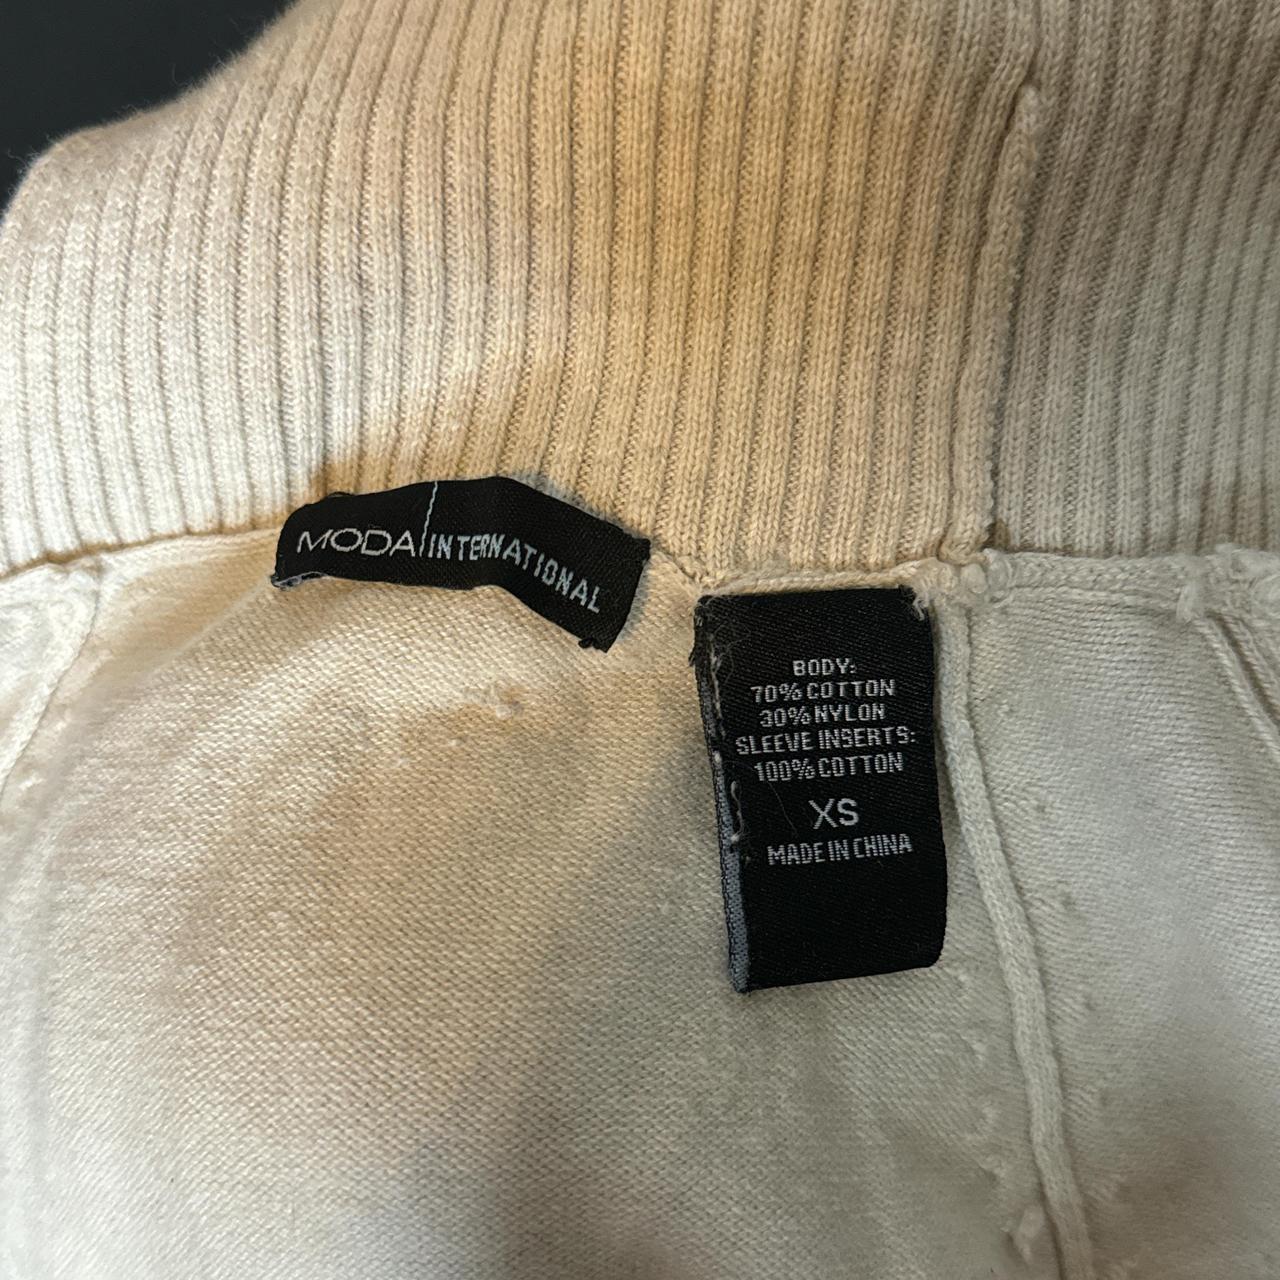 MODA INTERNATIONAL
BODY:
70% COTTON
30% NYLON
SLEEVE INSERTS:
100% COTTON
XS
MADE IN CHINA